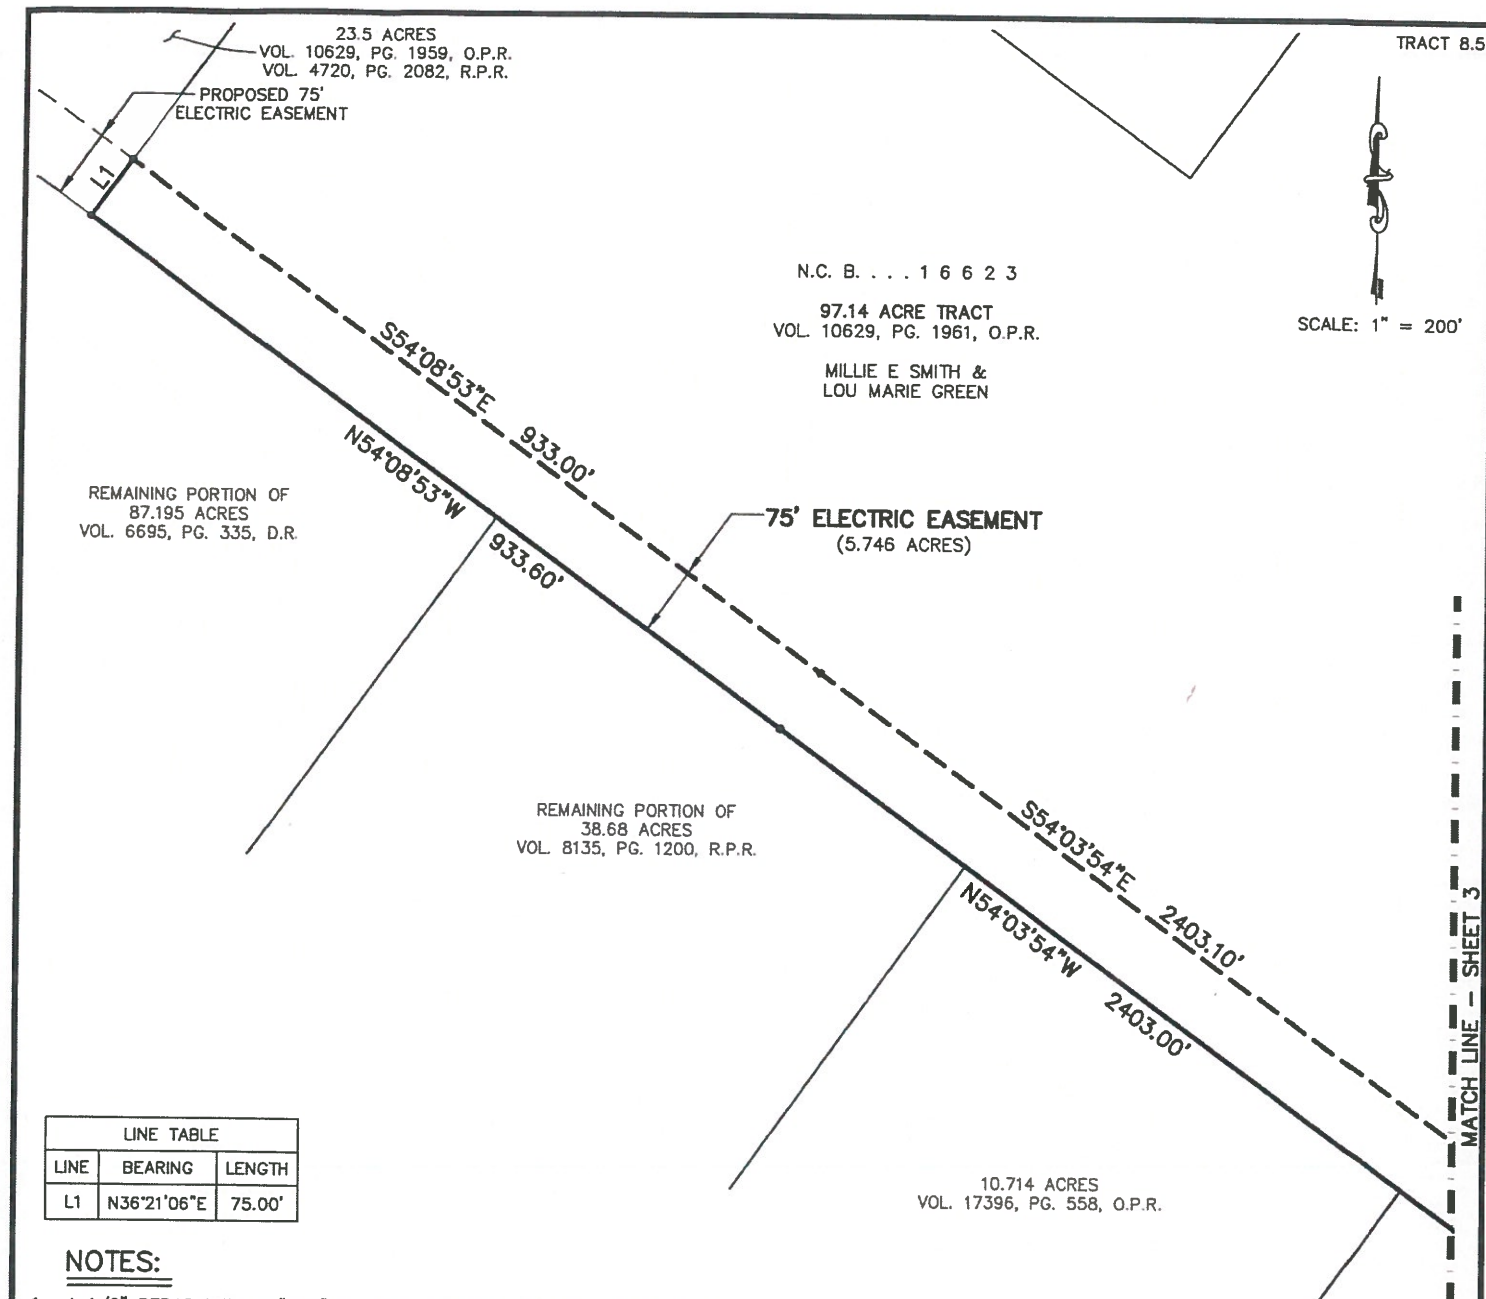 23.5 ACRES
VOL. 10629, PG. 1959, O.P.R.
VOL. 4720, PG. 2082, R.P.R.
TRACT 8.5
PROPOSED 75'
ELECTRIC EASEMENT
L1
N.C. B. . . . 1 6 6 2 3
97.14 ACRE TRACT
VOL. 10629, PG. 1961, O.P.R.
MILLIE E SMITH &
LOU MARIE GREEN
SCALE: 1" = 200'
S54°08'53"E 933.00'
N54°08'53"W 933.60'
REMAINING PORTION OF
87.195 ACRES
VOL. 6695, PG. 335, D.R.
75' ELECTRIC EASEMENT
(5.746 ACRES)
REMAINING PORTION OF
38.68 ACRES
VOL. 8135, PG. 1200, R.P.R.
S54°03'54"E 2403.10'
N54°03'54"W 2403.00'
MATCH LINE - SHEET 3
10.714 ACRES
VOL. 17396, PG. 558, O.P.R.
LINE TABLE
LINE BEARING LENGTH
L1 N36°21'06"E 75.00'
NOTES: